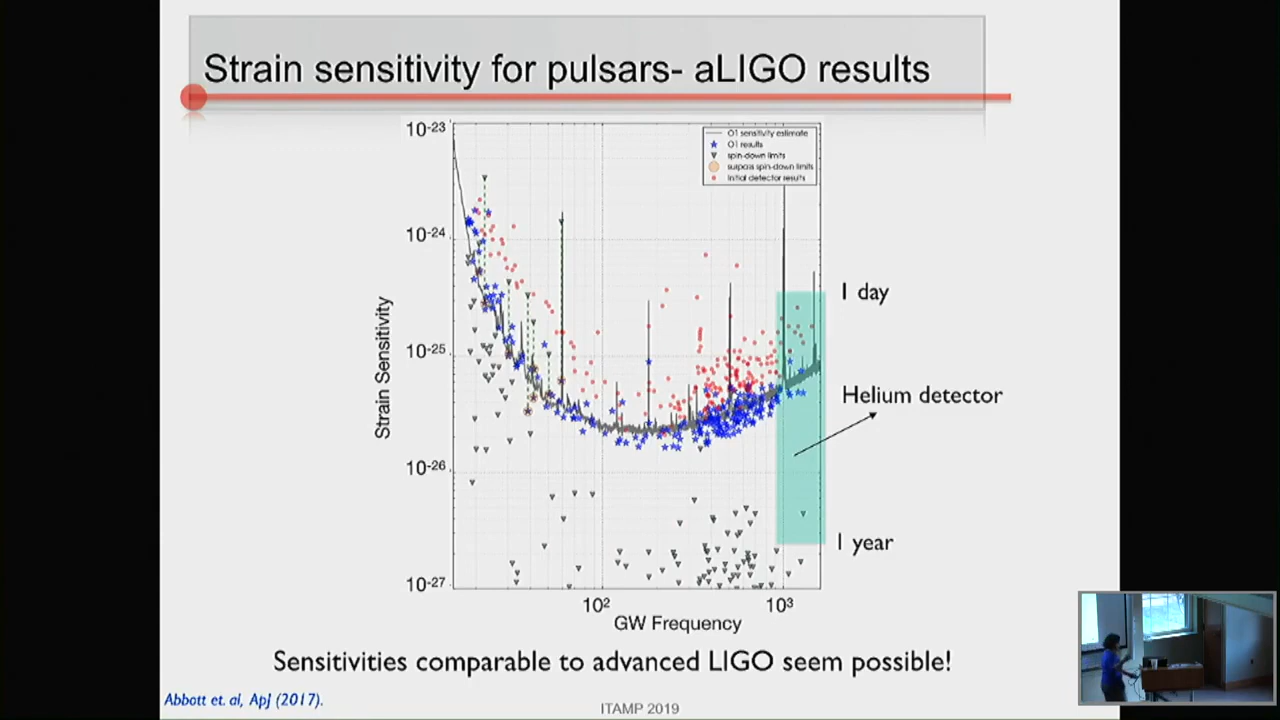 Strain sensitivity for pulsars- aLIGO results
10-23
O1 sensitivity estimate
O1 results
spin-down limits
surpass spin-down limits
Initial detector results
10-24
1 day
10-25
Helium detector
10-26
1 year
10-27
Strain Sensitivity
10²
10³
GW Frequency
Sensitivities comparable to advanced LIGO seem possible!
Abbott et. al, ApJ (2017).
ITAMP 2019